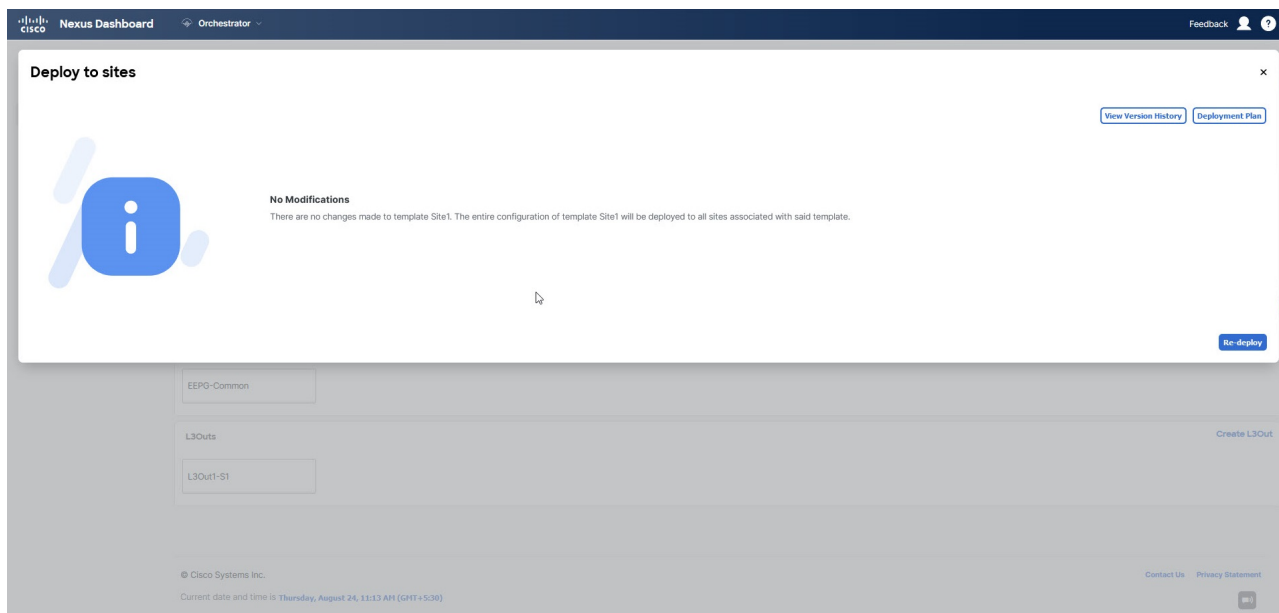 cisco Nexus Dashboard Orchestrator Feedback ?
Deploy to sites
View Version History Deployment Plan
No Modifications
There are no changes made to template Site1. The entire configuration of template Site1 will be deployed to all sites associated with said template.
Re-deploy
EEPG-Common
L3Outs Create L3Out
L3Out1-S1
© Cisco Systems Inc. Contact Us Privacy Statement
Current date and time is Thursday, August 24, 11:13 AM (GMT+5:30)